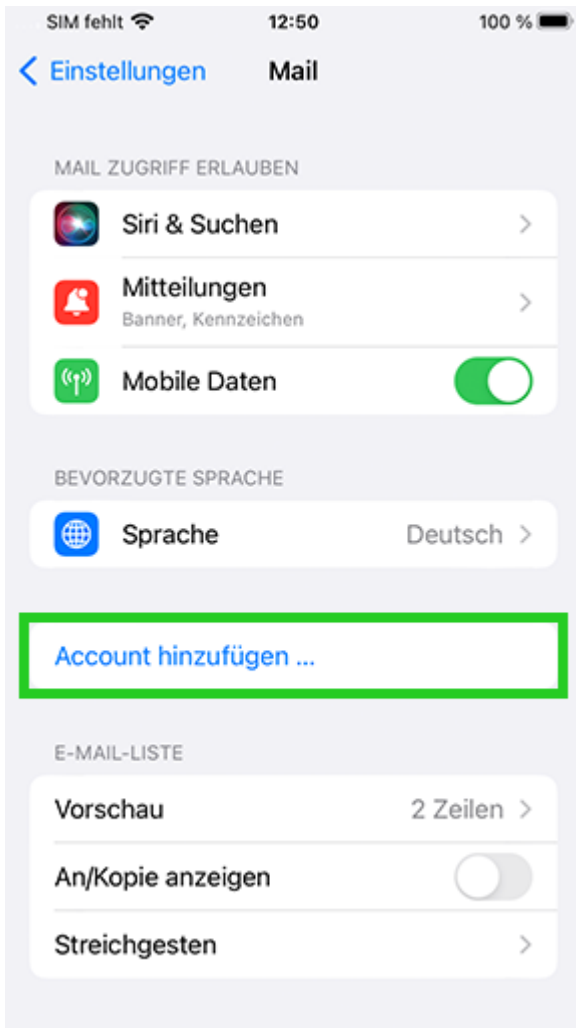 SIM fehlt 12:50 100 %
Einstellungen Mail
MAIL ZUGRIFF ERLAUBEN
Siri & Suchen
Mitteilungen
Banner, Kennzeichen
Mobile Daten
BEVORZUGTE SPRACHE
Sprache Deutsch
Account hinzufügen ...
E-MAIL-LISTE
Vorschau 2 Zeilen
An/Kopie anzeigen
Streichgesten